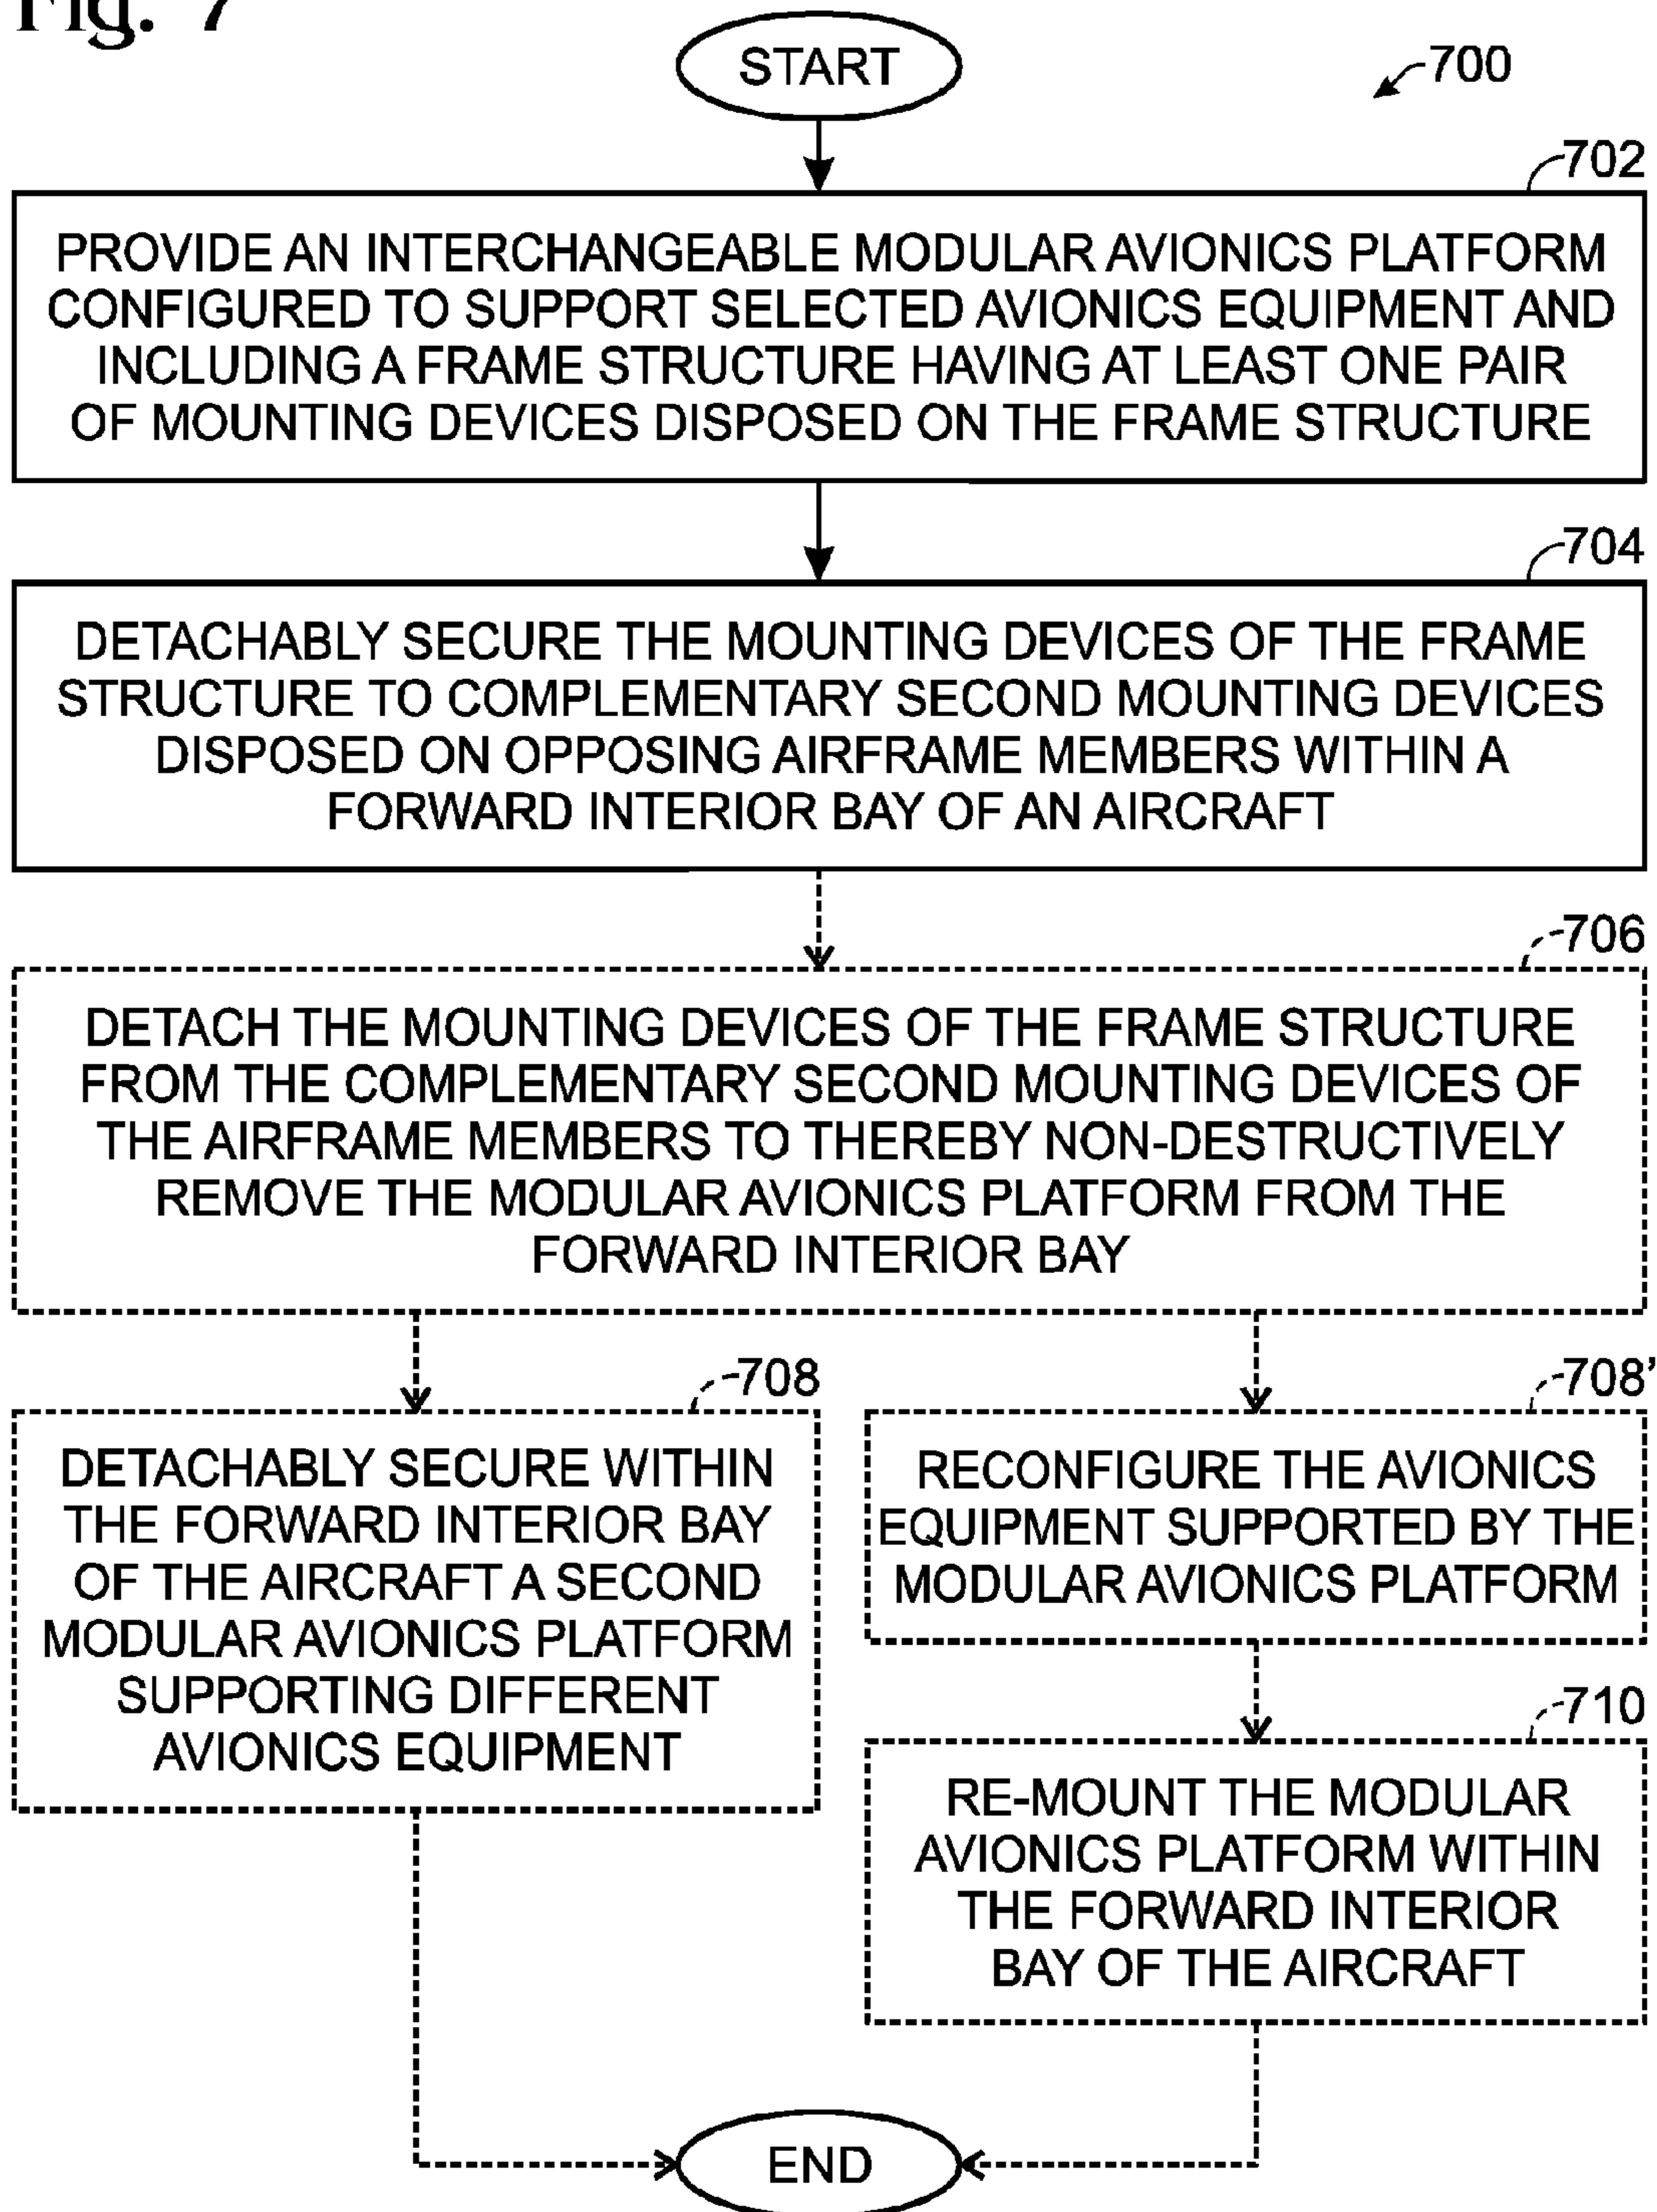 Fig. 7
START
700
702
PROVIDE AN INTERCHANGEABLE MODULAR AVIONICS PLATFORM
CONFIGURED TO SUPPORT SELECTED AVIONICS EQUIPMENT AND
INCLUDING A FRAME STRUCTURE HAVING AT LEAST ONE PAIR
OF MOUNTING DEVICES DISPOSED ON THE FRAME STRUCTURE
704
DETACHABLY SECURE THE MOUNTING DEVICES OF THE FRAME
STRUCTURE TO COMPLEMENTARY SECOND MOUNTING DEVICES
DISPOSED ON OPPOSING AIRFRAME MEMBERS WITHIN A
FORWARD INTERIOR BAY OF AN AIRCRAFT
706
DETACH THE MOUNTING DEVICES OF THE FRAME STRUCTURE
FROM THE COMPLEMENTARY SECOND MOUNTING DEVICES OF
THE AIRFRAME MEMBERS TO THEREBY NON-DESTRUCTIVELY
REMOVE THE MODULAR AVIONICS PLATFORM FROM THE
FORWARD INTERIOR BAY
708
DETACHABLY SECURE WITHIN
THE FORWARD INTERIOR BAY
OF THE AIRCRAFT A SECOND
MODULAR AVIONICS PLATFORM
SUPPORTING DIFFERENT
AVIONICS EQUIPMENT
708’
RECONFIGURE THE AVIONICS
EQUIPMENT SUPPORTED BY THE
MODULAR AVIONICS PLATFORM
710
RE-MOUNT THE MODULAR
AVIONICS PLATFORM WITHIN
THE FORWARD INTERIOR
BAY OF THE AIRCRAFT
END